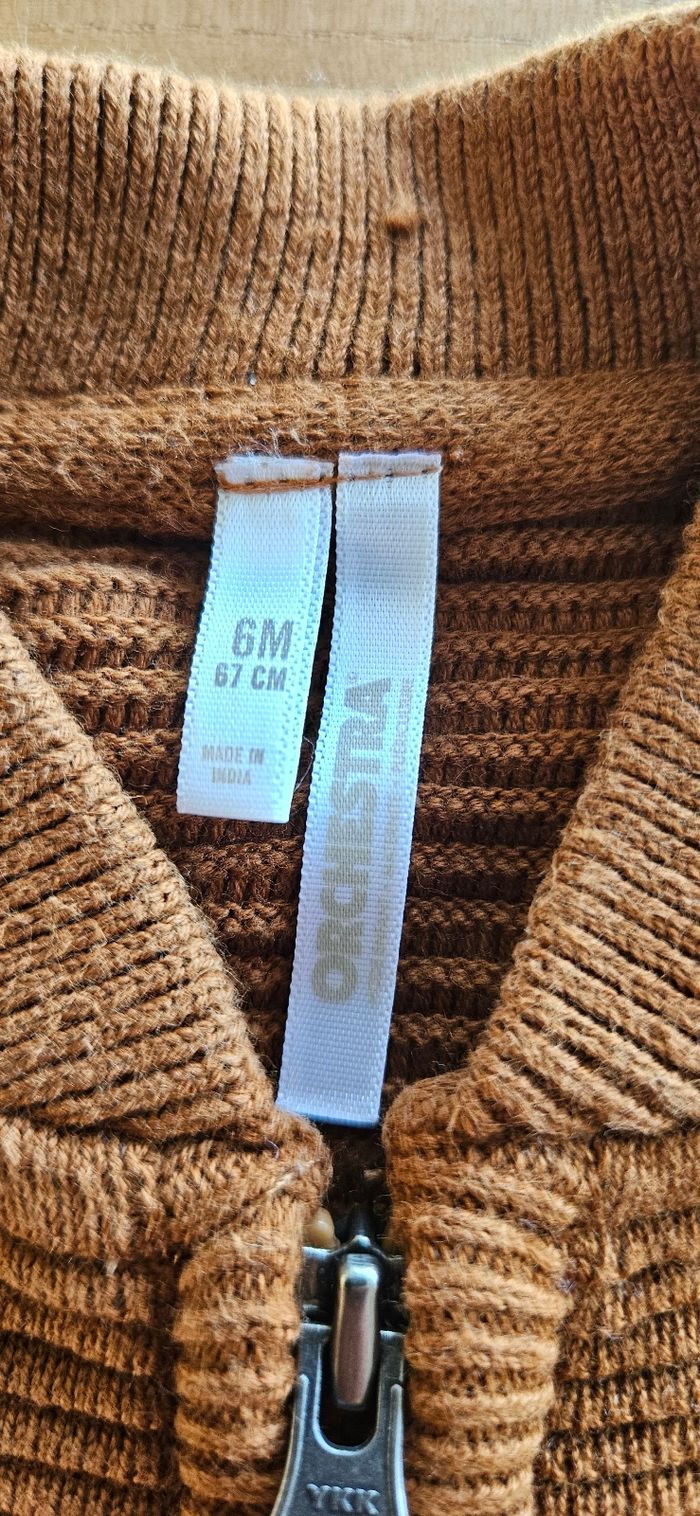 6M
67 CM
MADE IN
INDIA
ORCHESTRA
YKK